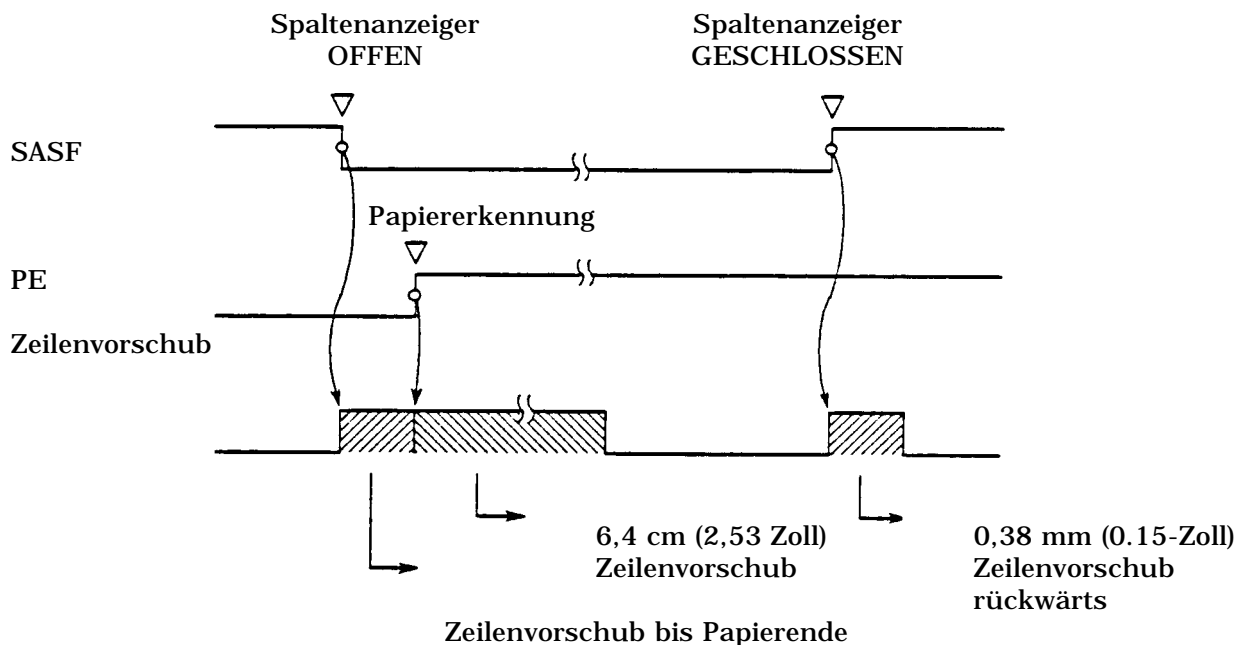 Spaltenanzeiger
OFFEN
Spaltenanzeiger
GESCHLOSSEN
SASF
Papiererkennung
PE
Zeilenvorschub
6,4 cm (2,53 Zoll)
Zeilenvorschub
0,38 mm (0.15-Zoll)
Zeilenvorschub
rückwärts
Zeilenvorschub bis Papierende